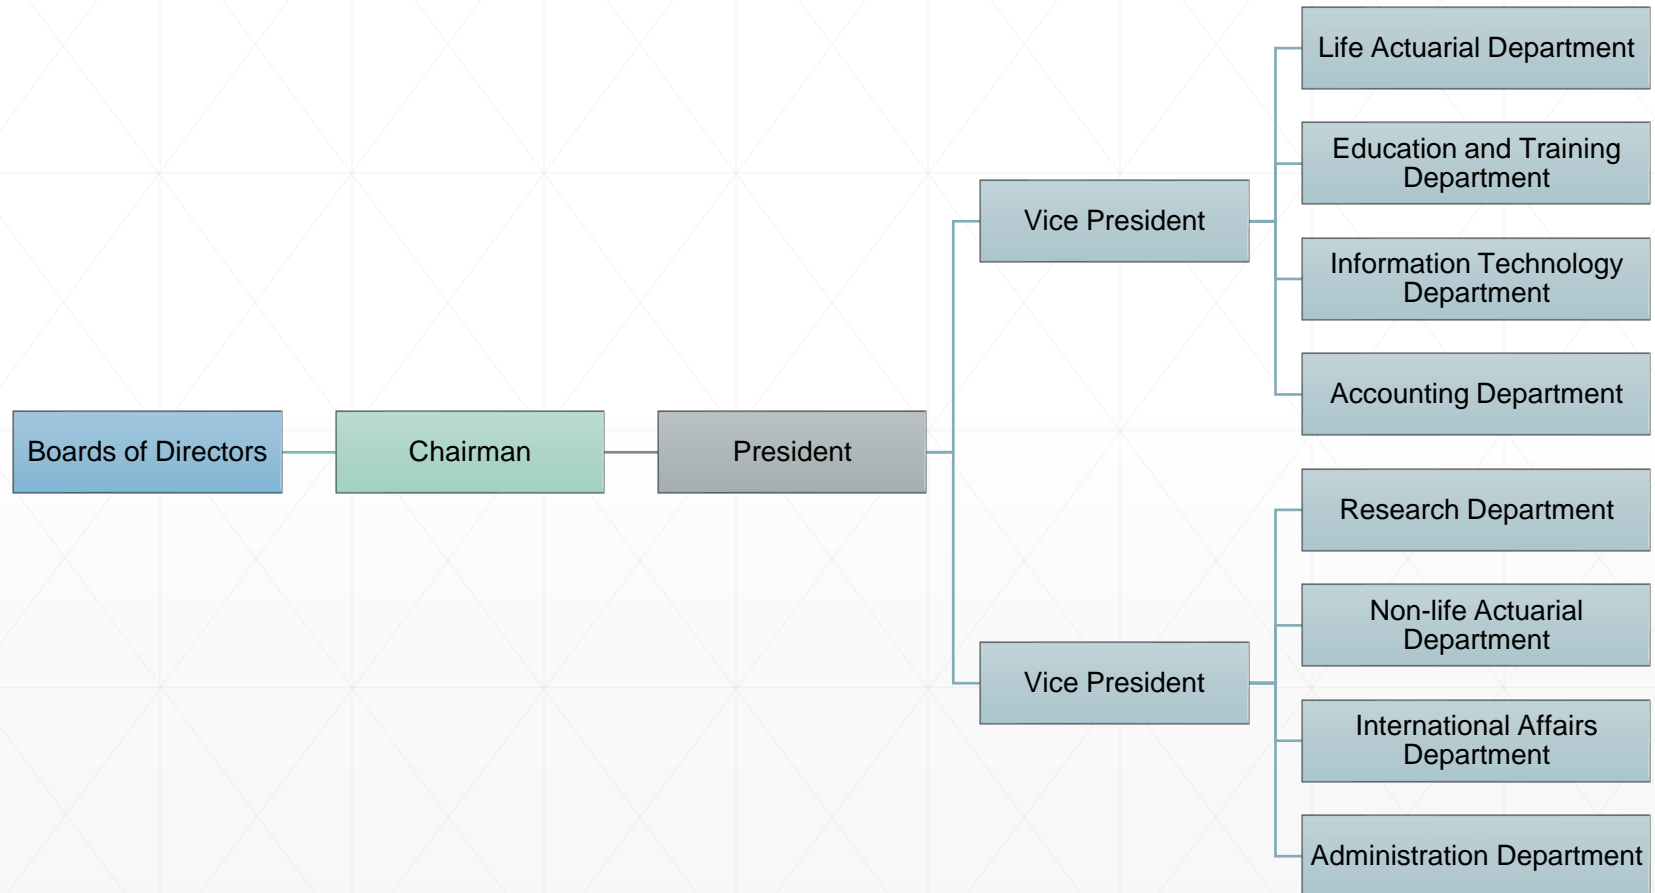 Boards of Directors
Chairman
President
Vice President
Life Actuarial Department
Education and Training
Department
Information Technology
Department
Accounting Department
Vice President
Research Department
Non-life Actuarial
Department
International Affairs
Department
Administration Department